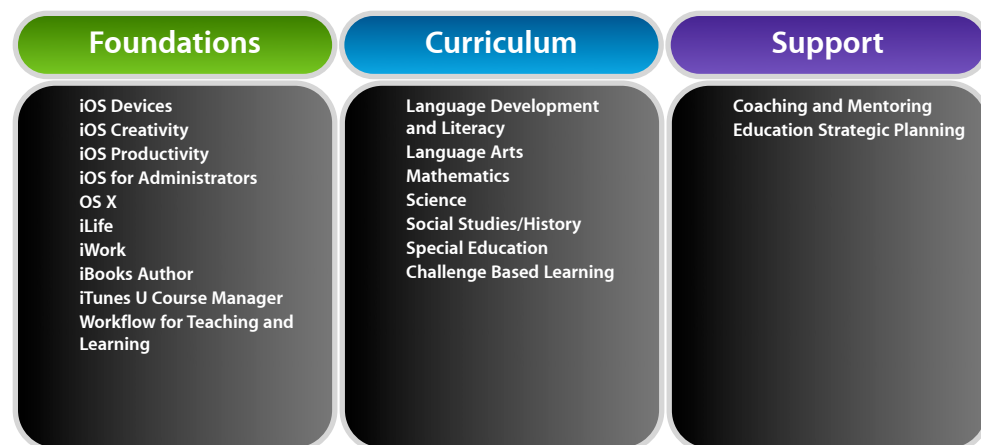 Foundations
iOS Devices
iOS Creativity
iOS Productivity
iOS for Administrators
OS X
iLife
iWork
iBooks Author
iTunes U Course Manager
Workflow for Teaching and
Learning
Curriculum
Language Development
and Literacy
Language Arts
Mathematics
Science
Social Studies/History
Special Education
Challenge Based Learning
Support
Coaching and Mentoring
Education Strategic Planning